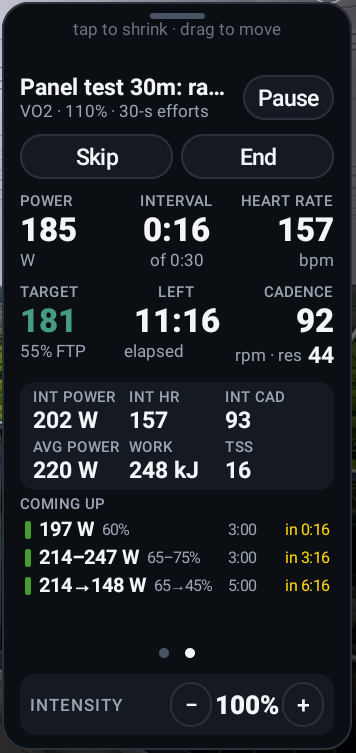 tap to shrink · drag to move
Panel test 30m: ra...
VO2 · 110% · 30-s efforts
Pause
Skip
End
POWER INTERVAL HEART RATE
185 0:16 157
W of 0:30 bpm
TARGET LEFT CADENCE
181 11:16 92
55% FTP elapsed rpm · res 44
INT POWER INT HR INT CAD
202 W 157 93
AVG POWER WORK TSS
220 W 248 kJ 16
COMING UP
197 W 60% 3:00 in 0:16
214–247 W 65–75% 3:00 in 3:16
214→148 W 65→45% 5:00 in 6:16
INTENSITY − 100% +